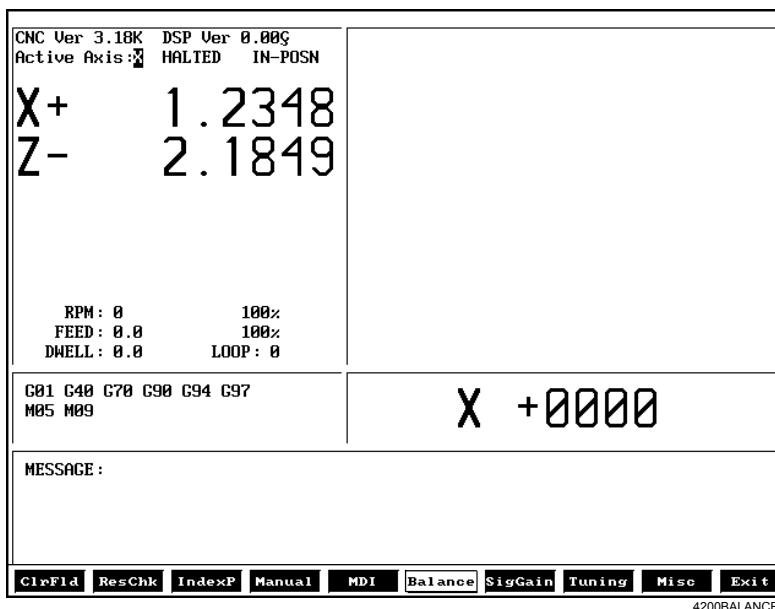 CNC Ver 3.18K DSP Ver 0.00Ç
Active Axis:X HALTED IN-POSN
X+ 1.2348
Z- 2.1849
RPM: 0 100%
FEED: 0.0 100%
DWELL: 0.0 LOOP: 0
G01 G40 G70 G90 G94 G97
M05 M09
X +0000
MESSAGE:
ClrFld ResChk IndexP Manual MDI Balance SigGain Tuning Misc Exit
4200BALANCE